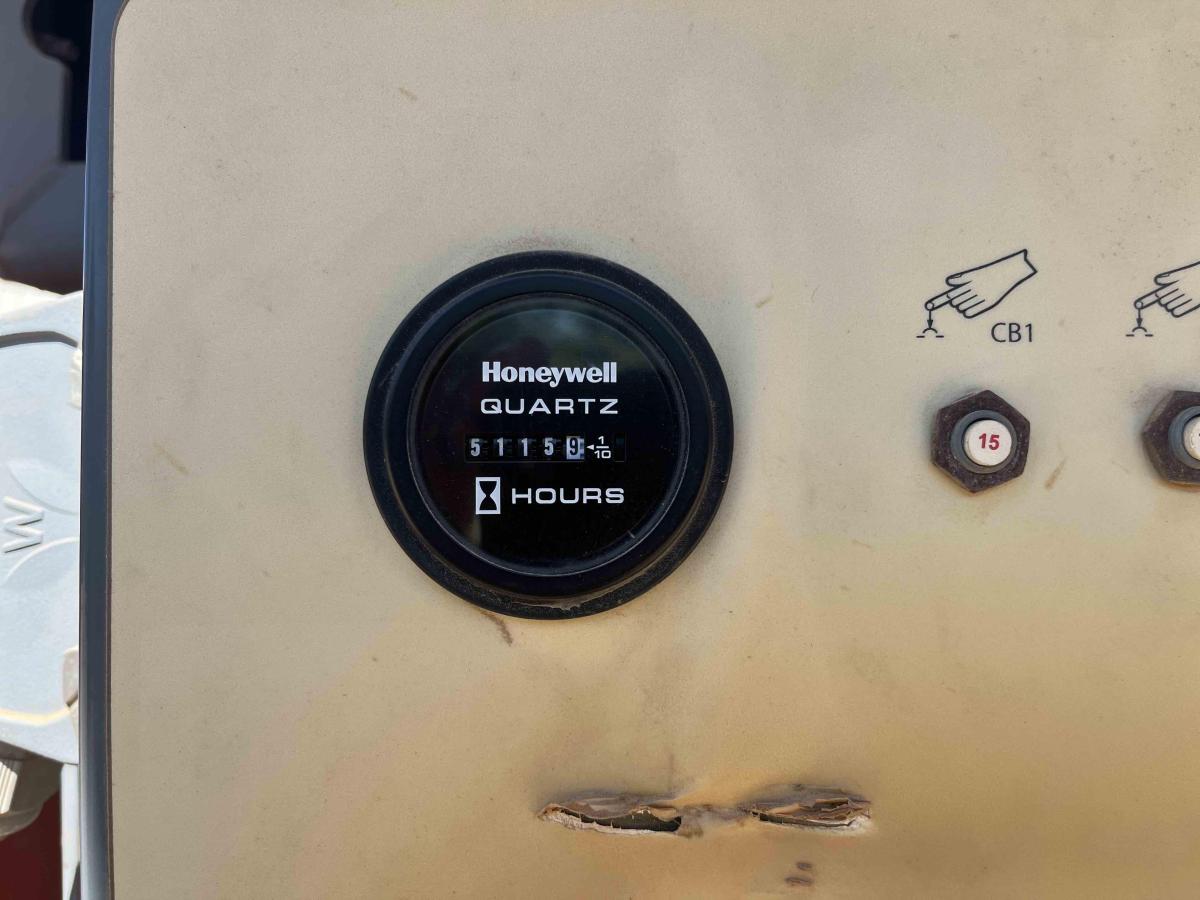 Honeywell
QUARTZ
51159 1/10
HOURS
CB1
15
W